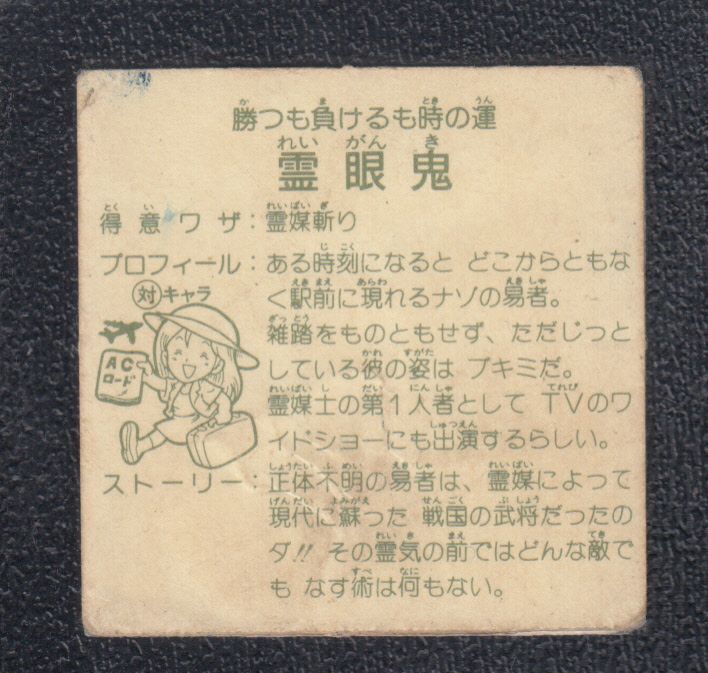 勝つも負けるも時の運
霊眼鬼
得意ワザ：霊媒斬り
プロフィール：ある時刻になると どこからともな
く駅前に現れるナゾの易者。
雑踏をものともせず、ただじっと
している彼の姿は ブキミだ。
霊媒士の第1人者として TVのワ
イドショーにも出演するらしい。
対キャラ
ACロード
ストーリー：正体不明の易者は、霊媒によって
現代に蘇った 戦国の武将だったの
ダ!! その霊気の前ではどんな敵で
も なす術は何もない。